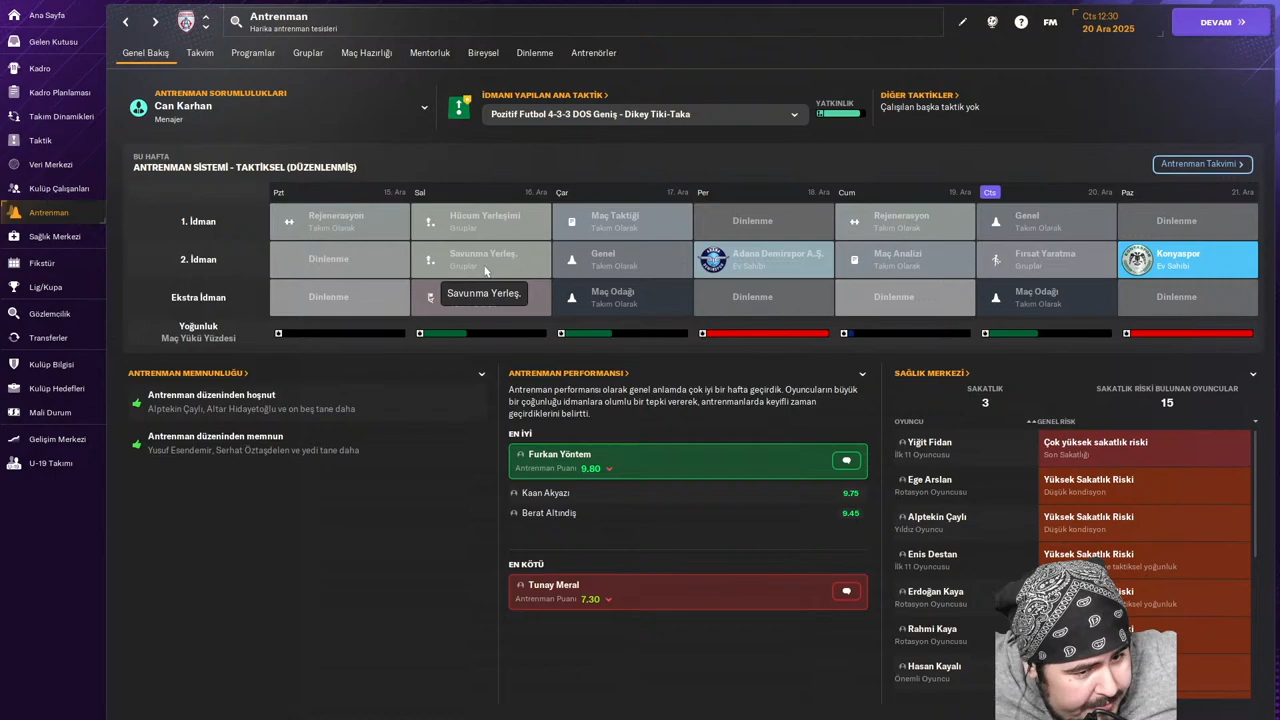 Ana Sayfa
Gelen Kutusu
Kadro
Kadro Planlaması
Takım Dinamikleri
Taktik
Veri Merkezi
Kulüp Çalışanları
Antrenman
Sağlık Merkezi
Fikstür
Lig/Kupa
Gözlemcilik
Transferler
Kulüp Bilgisi
Kulüp Hedefleri
Mali Durum
Gelişim Merkezi
U-19 Takımı
Antrenman
Harika antrenman tesisleri
FM
Cts 12:30
20 Ara 2025
DEVAM
Genel Bakış
Takvim
Programlar
Gruplar
Maç Hazırlığı
Mentorluk
Bireysel
Dinlenme
Antrenörler
ANTRENMAN SORUMLULUKLARI
Can Karhan
Menajer
İDMANI YAPILAN ANA TAKTİK >
Pozitif Futbol 4-3-3 DOS Geniş - Dikey Tiki-Taka
YATKINLIK
DİĞER TAKTİKLER >
Çalışılan başka taktik yok
BU HAFTA
ANTRENMAN SİSTEMİ - TAKTİKSEL (DÜZENLENMİŞ)
Antrenman Takvimi >
Pzt 15. Ara
Sal 16. Ara
Çar 17. Ara
Per 18. Ara
Cum 19. Ara
Cts 20. Ara
Paz 21. Ara
1. İdman
Rejenerasyon
Takım Olarak
Hücum Yerleşimi
Gruplar
Maç Taktiği
Takım Olarak
Dinlenme
Rejenerasyon
Takım Olarak
Genel
Takım Olarak
Dinlenme
2. İdman
Dinlenme
Savunma Yerleş.
Gruplar
Genel
Takım Olarak
Adana Demirspor A.Ş.
Ev Sahibi
Maç Analizi
Takım Olarak
Fırsat Yaratma
Gruplar
Konyaspor
Ev Sahibi
Ekstra İdman
Dinlenme
Savunma Yerleş.
Maç Odağı
Takım Olarak
Dinlenme
Dinlenme
Maç Odağı
Takım Olarak
Dinlenme
Yoğunluk
Maç Yükü Yüzdesi
ANTRENMAN MEMNUNLUĞU >
Antrenman düzeninden hoşnut
Alptekin Çaylı, Altar Hidayetoğlu ve on beş tane daha
Antrenman düzeninden memnun
Yusuf Esendemir, Serhat Öztaşdelen ve yedi tane daha
ANTRENMAN PERFORMANSI >
Antrenman performansı olarak genel anlamda çok iyi bir hafta geçirdik. Oyuncuların büyük
bir çoğunluğu idmanlara olumlu bir tepki vererek, antrenmanlarda keyifli zaman
geçirdiklerini belirtti.
EN İYİ
Furkan Yöntem
Antrenman Puanı 9.80
Kaan Akyazı 9.75
Berat Altındiş 9.45
EN KÖTÜ
Tunay Meral
Antrenman Puanı 7.30
SAĞLIK MERKEZİ >
SAKATLIK
3
SAKATLIK RİSKİ BULUNAN OYUNCULAR
15
OYUNCU GENEL RİSK
Yiğit Fidan
İlk 11 Oyuncusu
Çok yüksek sakatlık riski
Son Sakatlığı
Ege Arslan
Rotasyon Oyuncusu
Yüksek Sakatlık Riski
Düşük kondisyon
Alptekin Çaylı
Yıldız Oyuncu
Yüksek Sakatlık Riski
Düşük kondisyon
Enis Destan
İlk 11 Oyuncusu
Yüksek Sakatlık Riski
ve taktiksel yoğunluk
Erdoğan Kaya
Rotasyon Oyuncusu
Riski
taktiksel yoğunluk
Rahmi Kaya
Rotasyon Oyuncusu
Hasan Kayalı
Önemli Oyuncu